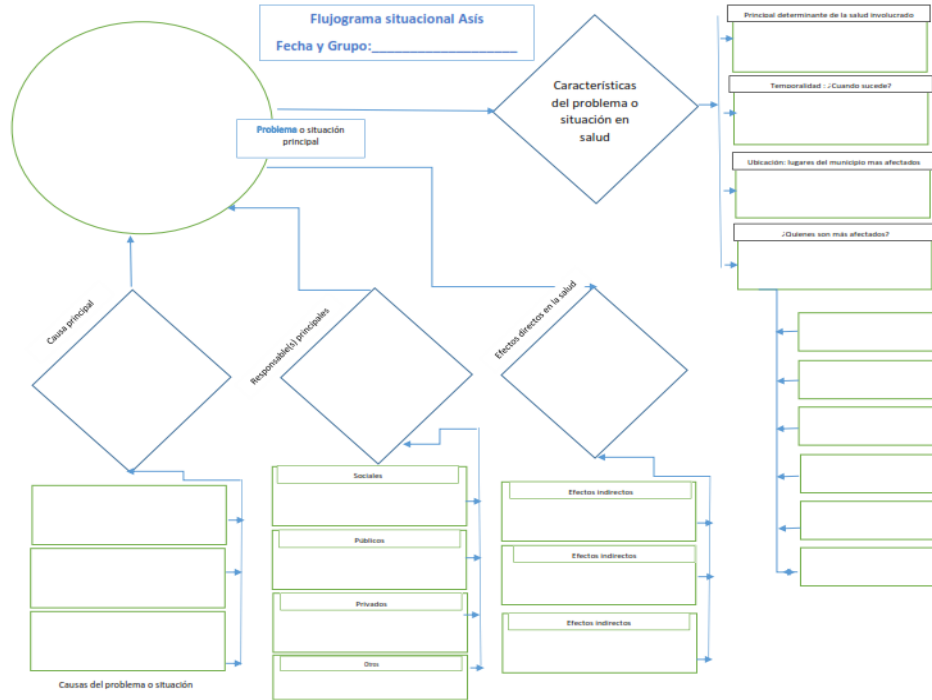 Flujograma situacional Asís
Fecha y Grupo:____________________
Problema o situación
principal
Características
del problema o
situación en
salud
Principal determinante de la salud involucrado
Temporalidad : ¿Cuando sucede?
Ubicación: lugares del municipio mas afectados
¿Quienes son más afectados?
Causa principal
Responsable(s) principales
Efectos directos en la salud
Sociales
Públicos
Privados
Otros
Efectos indirectos
Efectos indirectos
Efectos indirectos
Causas del problema o situación